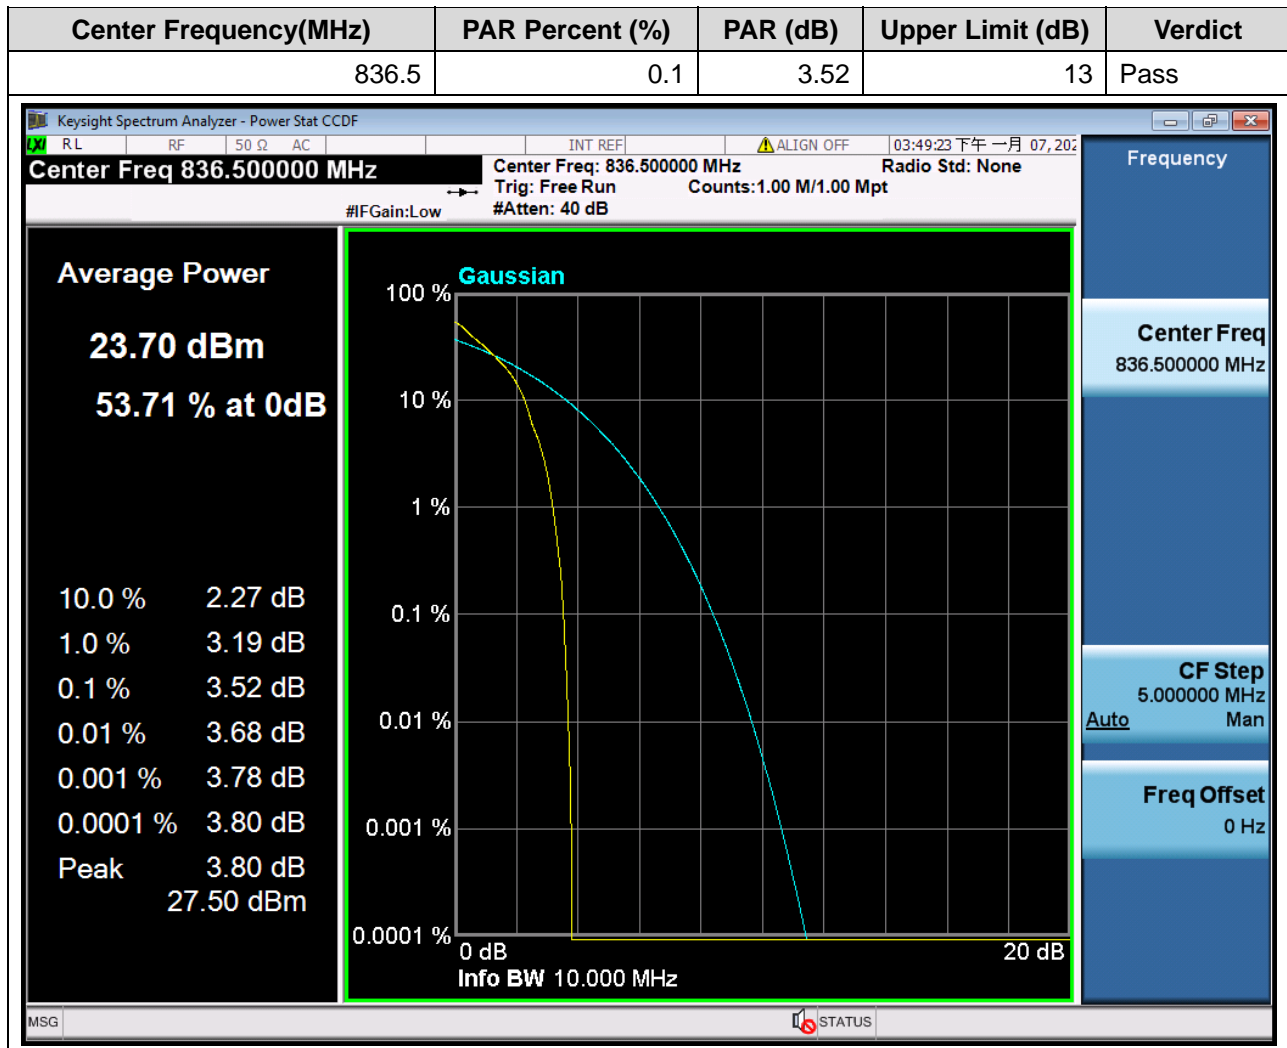 Center Frequency(MHz) PAR Percent (%) PAR (dB) Upper Limit (dB) Verdict
836.5 0.1 3.52 13 Pass
Keysight Spectrum Analyzer - Power Stat CCDF
LXI RL RF 50 Ω AC INT REF ALIGN OFF 03:49:23 下午 一月 07, 202
Center Freq 836.500000 MHz
Center Freq: 836.500000 MHz Radio Std: None
Trig: Free Run Counts:1.00 M/1.00 Mpt
#IFGain:Low #Atten: 40 dB
Average Power
23.70 dBm
53.71 % at 0dB
10.0 % 2.27 dB
1.0 % 3.19 dB
0.1 % 3.52 dB
0.01 % 3.68 dB
0.001 % 3.78 dB
0.0001 % 3.80 dB
Peak 3.80 dB
27.50 dBm
Gaussian
100 %
10 %
1 %
0.1 %
0.01 %
0.001 %
0.0001 %
0 dB 20 dB
Info BW 10.000 MHz
Frequency
Center Freq
836.500000 MHz
CF Step
5.000000 MHz
Auto Man
Freq Offset
0 Hz
MSG STATUS